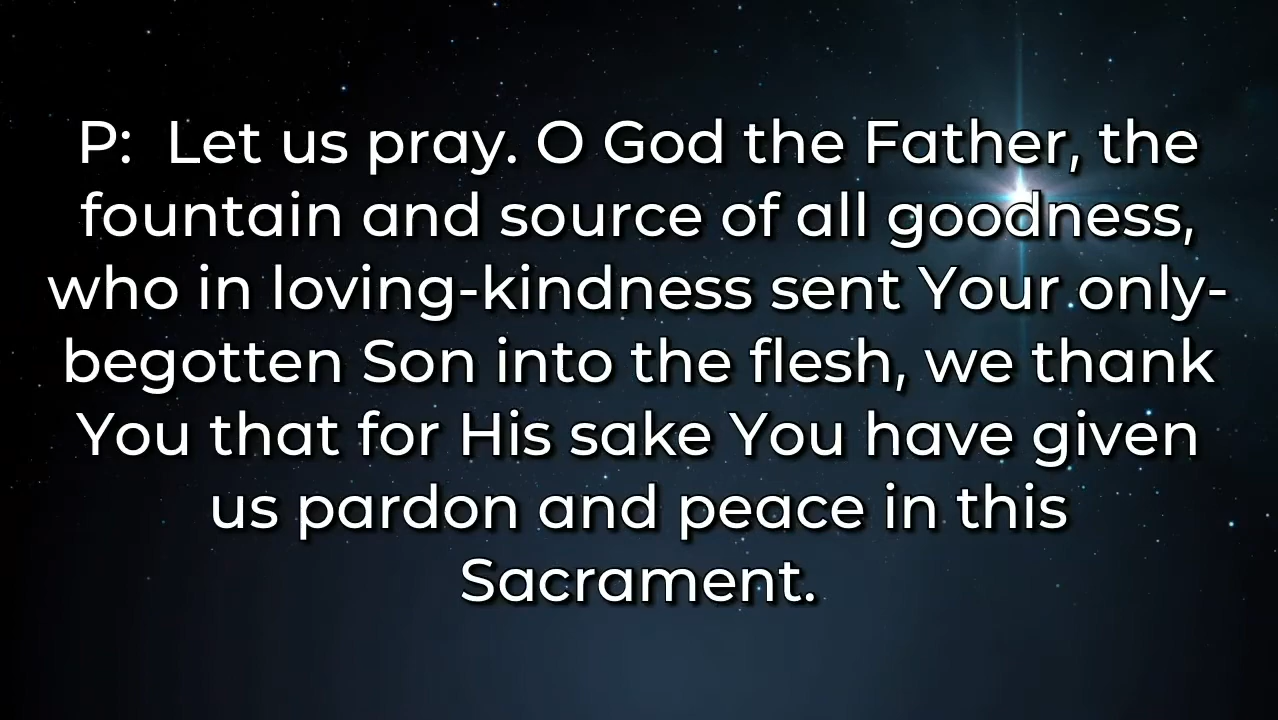 P:  Let us pray. O God the Father, the
fountain and source of all goodness,
who in loving-kindness sent Your only-
begotten Son into the flesh, we thank
You that for His sake You have given
us pardon and peace in this
Sacrament.